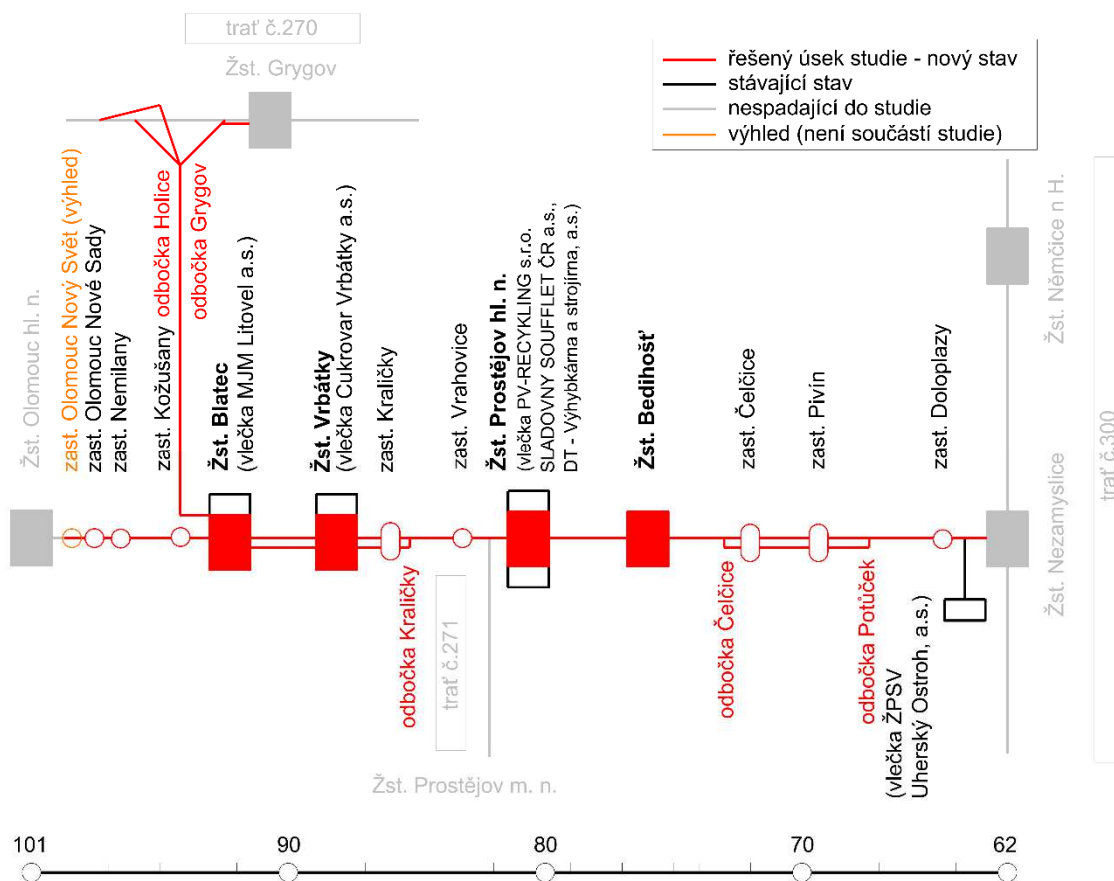 trať č.270
Žst. Grygov
řešený úsek studie - nový stav
stávající stav
nespadající do studie
výhled (není součástí studie)
Žst. Olomouc hl. n.
zast. Olomouc Nový Svět (výhled)
zast. Olomouc Nové Sady
zast. Nemilany
zast. Kožušany
odbočka Holice
odbočka Grygov
Žst. Blatec
(vlečka MJM Litovel a.s.)
Žst. Vrbátky
(vlečka Cukrovar Vrbátky a.s.)
zast. Kraličky
odbočka Kraličky
zast. Vrahovice
trať č.271
Žst. Prostějov m. n.
Žst. Prostějov hl. n.
(vlečka PV-RECYKLING s.r.o.
SLADOVNY SOUFFLET ČR a.s.,
DT - Výhybkárna a strojírna, a.s.)
Žst. Bedihošť
odbočka Čelčice
zast. Čelčice
zast. Pivín
odbočka Potůček
(vlečka ŽPSV
Uherský Ostroh, a.s.)
zast. Doloplazy
Žst. Němčice n H.
Žst. Nezamyslice
trať č.300
101 90 80 70 62